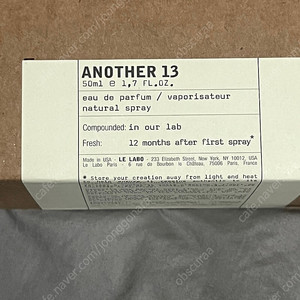 ANOTHER 13
50ml e 1,7 FL.OZ.
eau de parfum / vaporisateur
natural spray
Compounded: in our lab
Fresh: 12 months after first spray*
Made in USA - LE LABO - 233 Elizabeth Street, New York, NY 10012, USA
Le Labo Paris - 6 rue de Bourbon le Château, 75006 Paris, France
* Store your creation away from light and heat